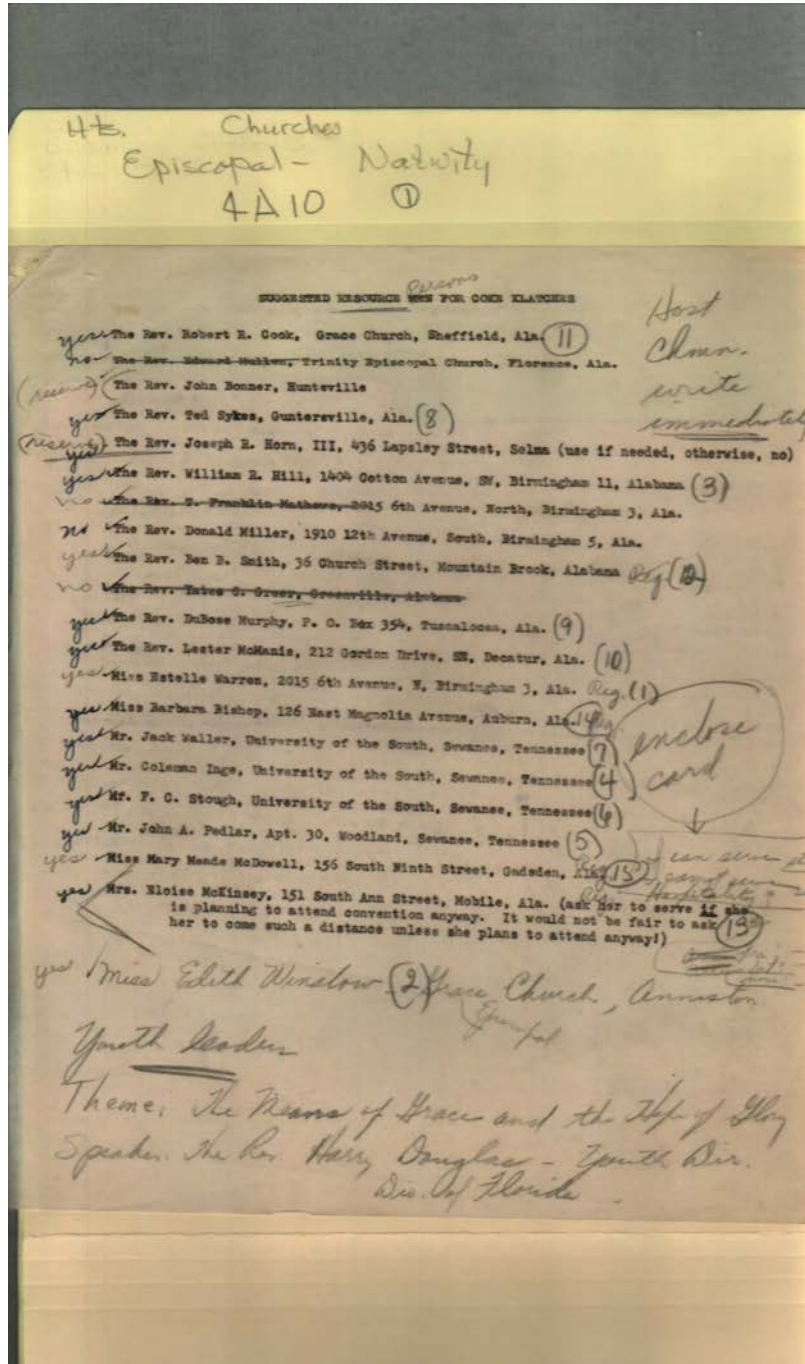 Hts. Churches
Episcopal - Nativity
4A10 ①
Persons
SUGGESTED RESOURCE MEN FOR COKE KLATCHES
Host
Chmn.
write
immediately
yes The Rev. Robert R. Cook, Grace Church, Sheffield, Ala. (11)
no The Rev. Edward Mullen, Trinity Episcopal Church, Florence, Ala.
(reserve) The Rev. John Bonner, Huntsville
yes The Rev. Ted Sykes, Guntersville, Ala. (8)
(reserve) yes The Rev. Joseph R. Horn, III, 436 Lapsley Street, Selma (use if needed, otherwise, no)
yes The Rev. William R. Hill, 1404 Cotton Avenue, SW, Birmingham 11, Alabama (3)
no The Rev. T. Franklin Mathews, 2015 6th Avenue, North, Birmingham 3, Ala.
no The Rev. Donald Miller, 1910 12th Avenue, South, Birmingham 5, Ala.
yes The Rev. Ben B. Smith, 36 Church Street, Mountain Brook, Alabama Reg. (12)
no The Rev. Yates C. Greer, Greenville, Alabama
yes The Rev. DuBose Murphy, P. O. Box 354, Tuscaloosa, Ala. (9)
yes The Rev. Lester McManis, 212 Gordon Drive, SE, Decatur, Ala. (10)
yes Miss Estelle Warren, 2015 6th Avenue, N, Birmingham 3, Ala. Reg. (1)
yes Miss Barbara Bishop, 126 East Magnolia Avenue, Auburn, Ala. 14 Reg
enclose
card
yes Mr. Jack Waller, University of the South, Sewanee, Tennessee (7)
yes Mr. Coleman Inge, University of the South, Sewanee, Tennessee (4)
yes Mr. F. C. Stough, University of the South, Sewanee, Tennessee (6)
yes Mr. John A. Pedlar, Apt. 30, Woodland, Sewanee, Tennessee (5)
I can serve
yes Miss Mary Meade McDowell, 156 South Ninth Street, Gadsden, Reg 15
I cannot serve
Hospitality?
yes Mrs. Eloise McKinsey, 151 South Ann Street, Mobile, Ala. (ask her to serve if she
is planning to attend convention anyway. It would not be fair to ask 13
her to come such a distance unless she plans to attend anyway!)
yes Miss Edith Winslow (2) Grace Church, Anniston
Episcopal
Youth leaders
Theme: The Means of Grace and the Hope of Glory
Speaker: The Rev. Harry Douglas - Youth Dir.
Dio. of Florida.